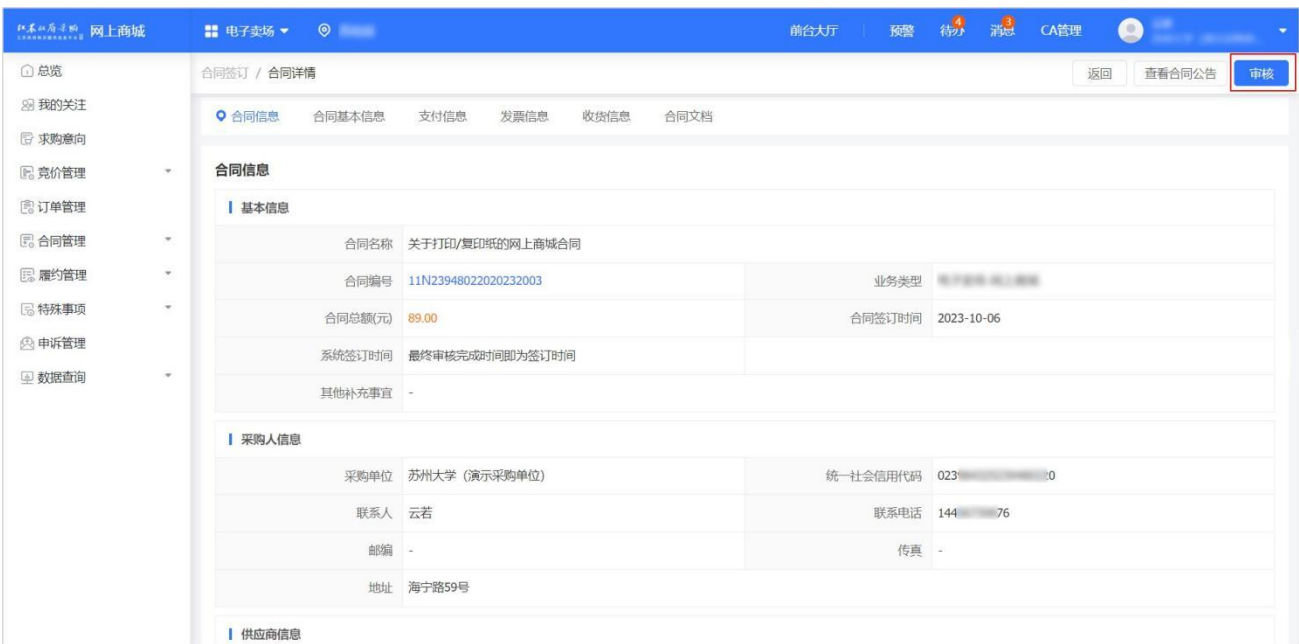 网上商城 电子卖场 前台大厅 预警 待办 4 消息 3 CA管理
总览
我的关注
求购意向
竞价管理
订单管理
合同管理
履约管理
特殊事项
申诉管理
数据查询
合同签订 / 合同详情 返回 查看合同公告 审核
合同信息 合同基本信息 支付信息 发票信息 收货信息 合同文档
合同信息
基本信息
合同名称 关于打印/复印纸的网上商城合同
合同编号 11N23948022020232003 业务类型
合同总额(元) 89.00 合同签订时间 2023-10-06
系统签订时间 最终审核完成时间即为签订时间
其他补充事宜 -
采购人信息
采购单位 苏州大学（演示采购单位） 统一社会信用代码 023 20
联系人 云若 联系电话 144 76
邮编 - 传真 -
地址 海宁路59号
供应商信息